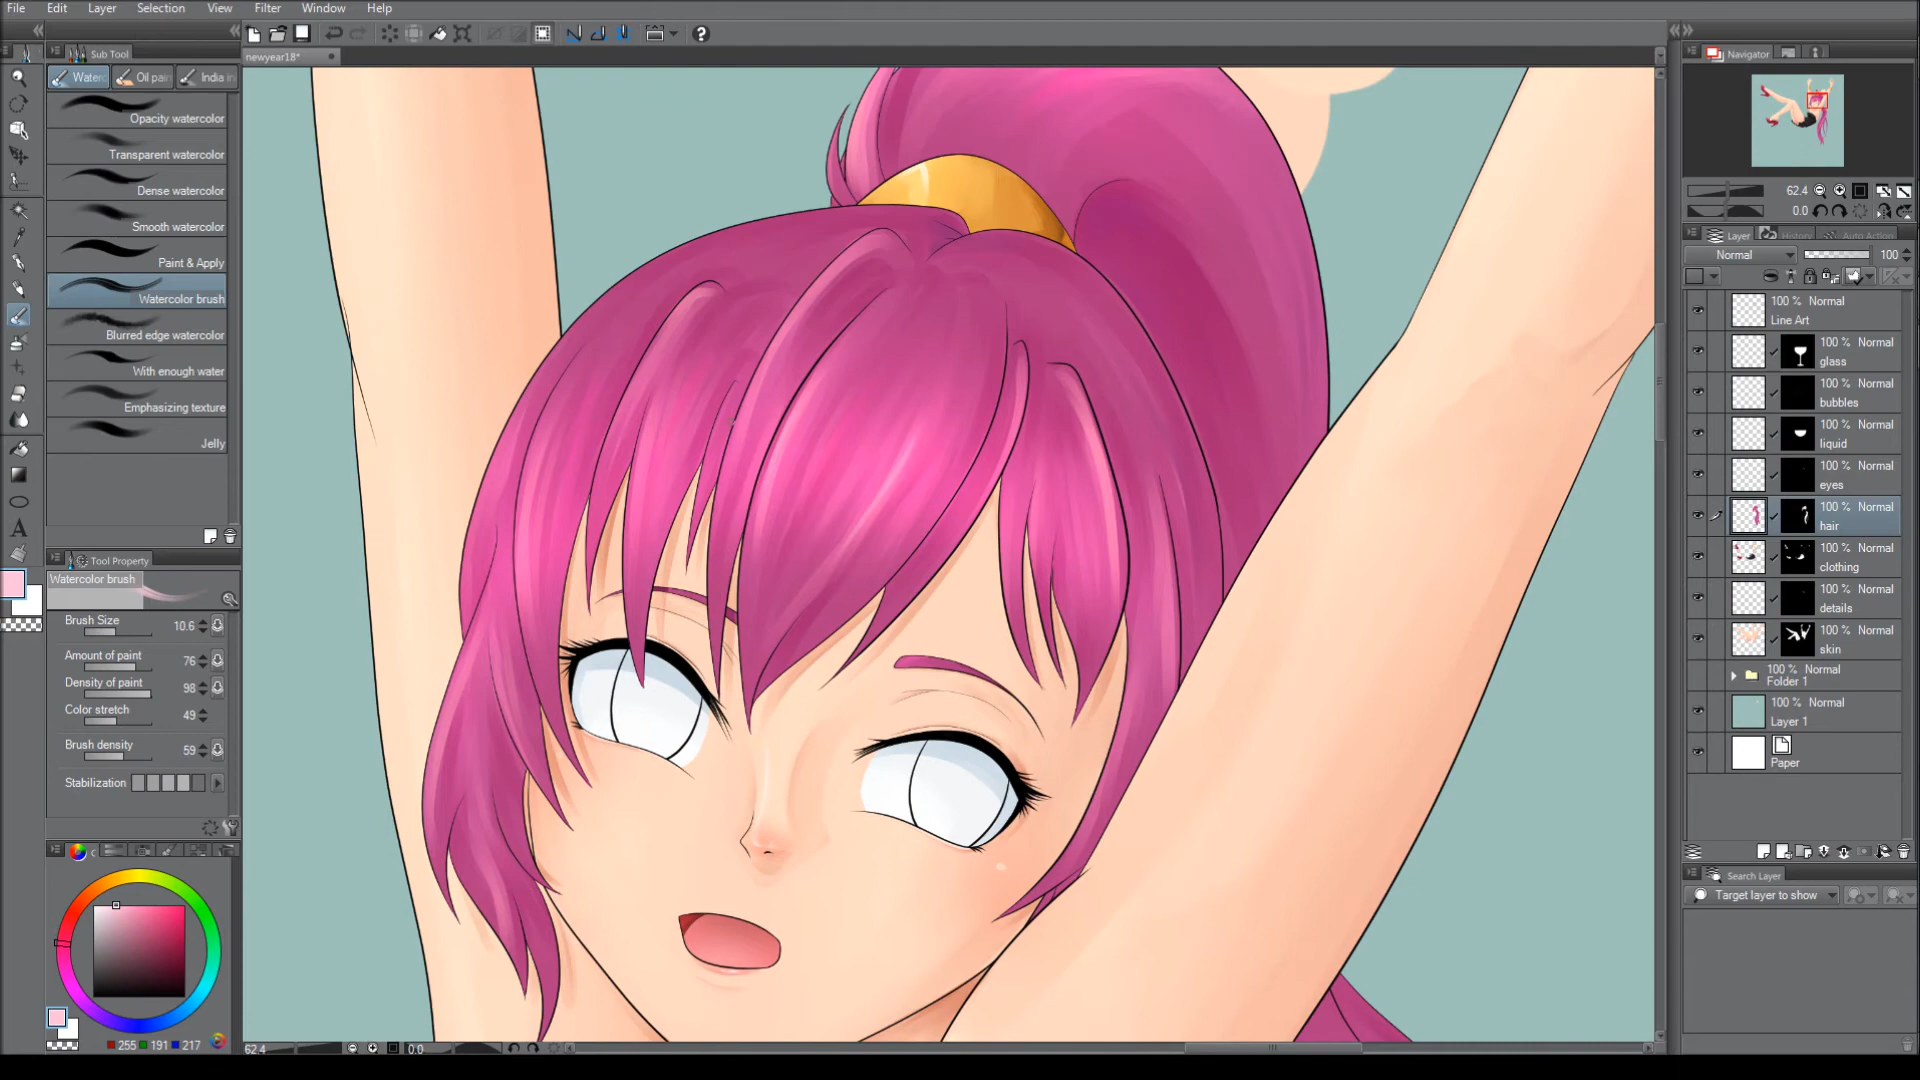 File Edit Layer Selection View Filter Window Help
Sub Tool
newyear18*
Navigator
Waterc Oil pain India in
Opacity watercolor
Transparent watercolor
Dense watercolor
Smooth watercolor
Paint & Apply
Watercolor brush
Blurred edge watercolor
With enough water
Emphasizing texture
Jelly
Tool Property
Watercolor brush
Brush Size 10.6
Amount of paint 76
Density of paint 98
Color stretch 49
Brush density 59
Stabilization
255 191 217
62.4 0.0
62.4
0.0
Layer History Auto Action
Normal 100
100 % Normal
Line Art
100 % Normal
glass
100 % Normal
bubbles
100 % Normal
liquid
100 % Normal
eyes
100 % Normal
hair
100 % Normal
clothing
100 % Normal
details
100 % Normal
skin
100 % Normal
Folder 1
100 % Normal
Layer 1
Paper
Search Layer
Target layer to show